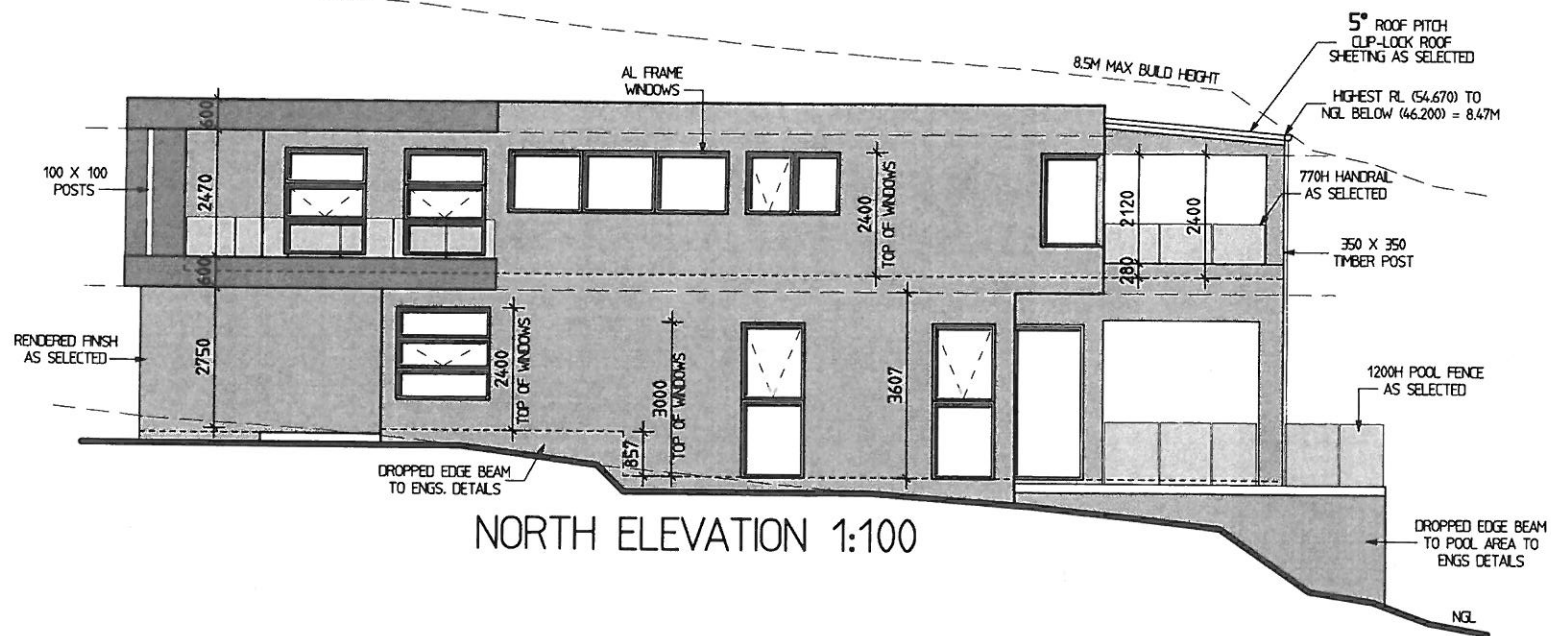 5° ROOF PITCH
CLIP-LOCK ROOF
SHEETING AS SELECTED
8.5M MAX BUILD HEIGHT
AL FRAME
WINDOWS
HIGHEST RL (54.670) TO
NGL BELOW (46.200) = 8.47M
600
100 X 100
POSTS
2470
2400
TOP OF WINDOWS
2120
2400
770H HANDRAIL
AS SELECTED
350 X 350
TIMBER POST
600
280
RENDERED FINISH
AS SELECTED
2750
2400
TOP OF WINDOWS
3000
TOP OF WINDOWS
3607
857
1200H POOL FENCE
AS SELECTED
DROPPED EDGE BEAM
TO ENGS. DETAILS
NORTH ELEVATION 1:100
DROPPED EDGE BEAM
TO POOL AREA TO
ENGS DETAILS
NGL